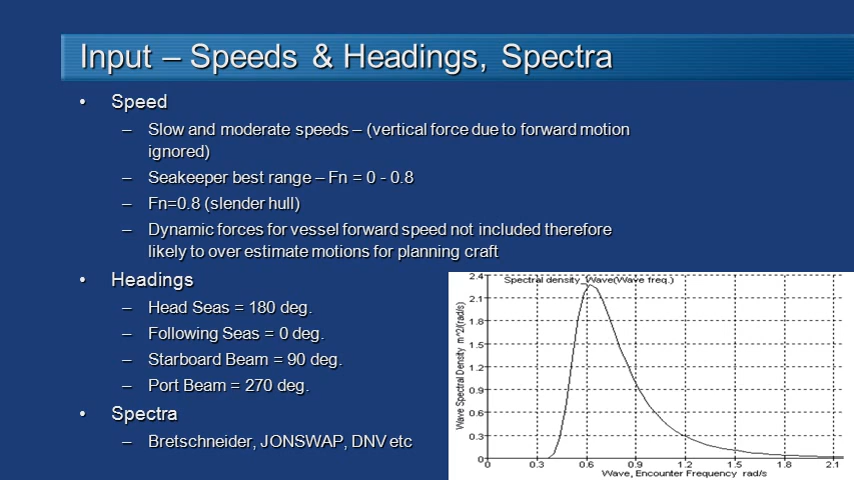 Input – Speeds & Headings, Spectra
• Speed
– Slow and moderate speeds – (vertical force due to forward motion
ignored)
– Seakeeper best range – Fn = 0 - 0.8
– Fn=0.8 (slender hull)
– Dynamic forces for vessel forward speed not included therefore
likely to over estimate motions for planning craft
• Headings
– Head Seas = 180 deg.
– Following Seas = 0 deg.
– Starboard Beam = 90 deg.
– Port Beam = 270 deg.
• Spectra
– Bretschneider, JONSWAP, DNV etc
Spectral density Wave(Wave freq.)
Wave Spectral Density m^2/(rad/s)
2.4
2.1
1.8
1.5
1.2
0.9
0.6
0.3
0
0 0.3 0.6 0.9 1.2 1.5 1.8 2.1
Wave, Encounter Frequency rad/s